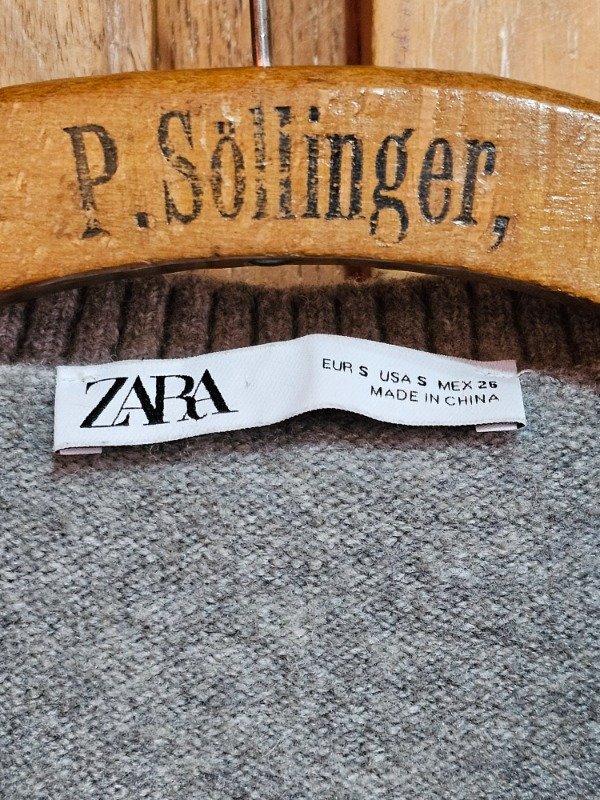 P. Söllinger,
ZARA
EUR S USA S MEX 26
MADE IN CHINA